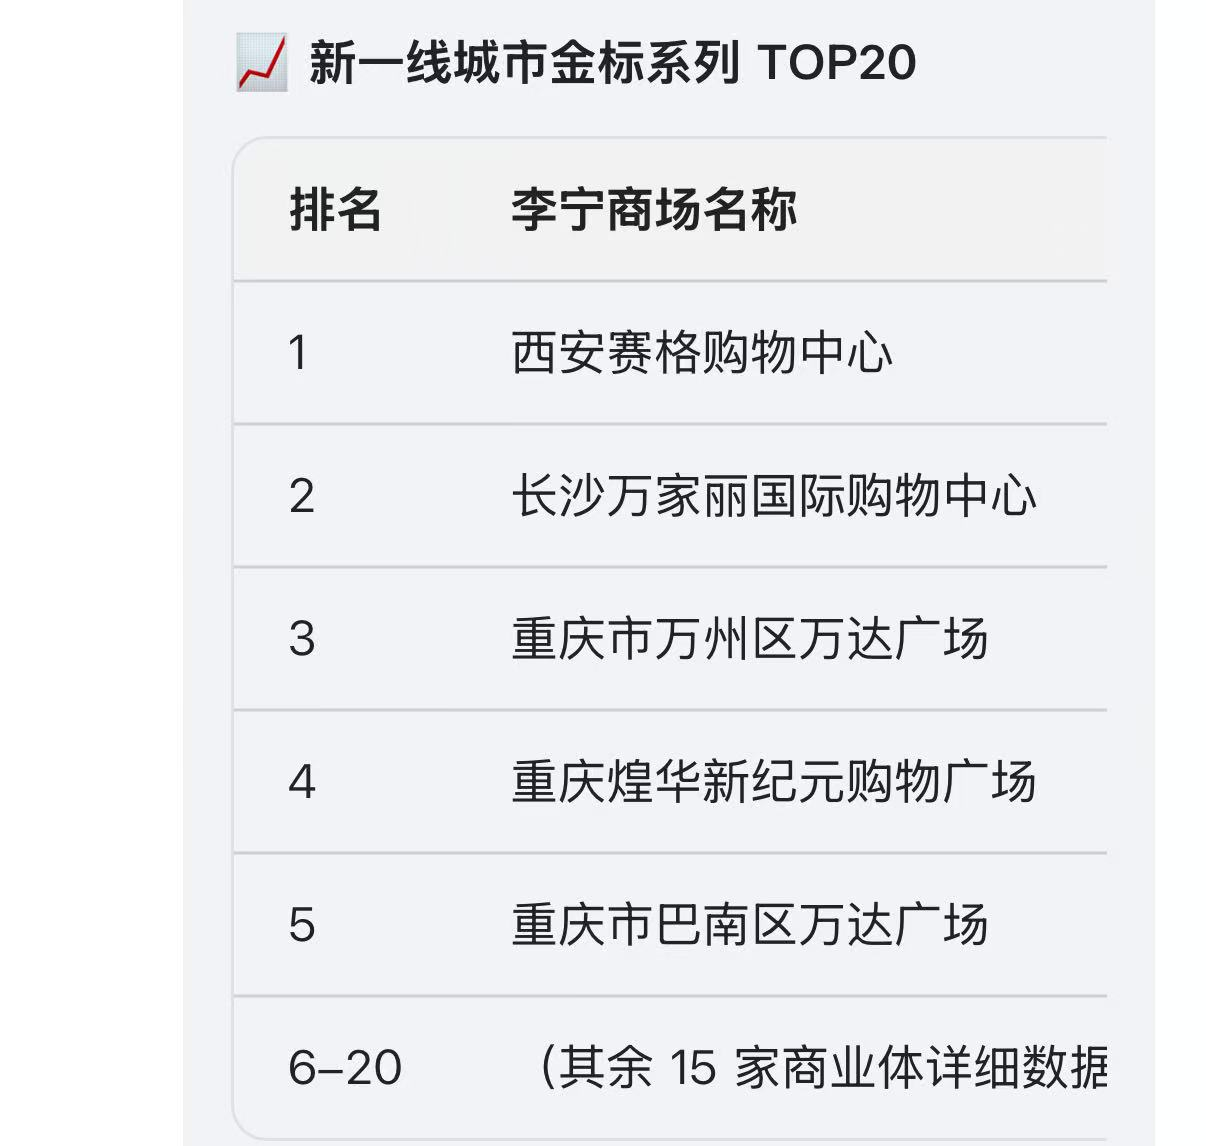 📈 新一线城市金标系列 TOP20
排名 李宁商场名称
1 西安赛格购物中心
2 长沙万家丽国际购物中心
3 重庆市万州区万达广场
4 重庆煌华新纪元购物广场
5 重庆市巴南区万达广场
6–20 （其余 15 家商业体详细数据